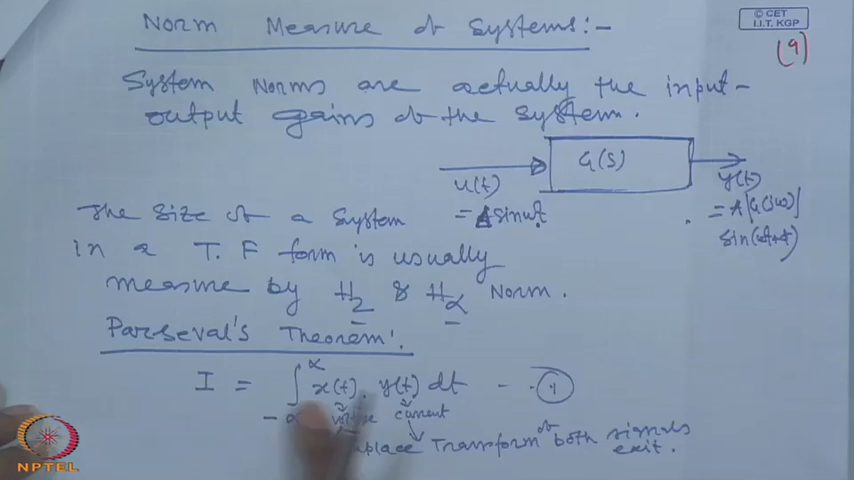 © CET
I.I.T. KGP
(9)
Norm Measure of Systems:-
System Norms are actually the input-
output gains of the system.
G(s)
u(t)
y(t)
= A sinωt
= A|G(jω)|
sin(ωt+φ)
The size of a system
in a T.F form is usually
measure by H2 & H∝ Norm.
Parseval's Theorem:
I = ∫ x(t). y(t) dt - - (1)
∝
-∝
current
Transform of both signals
exit.
NPTEL